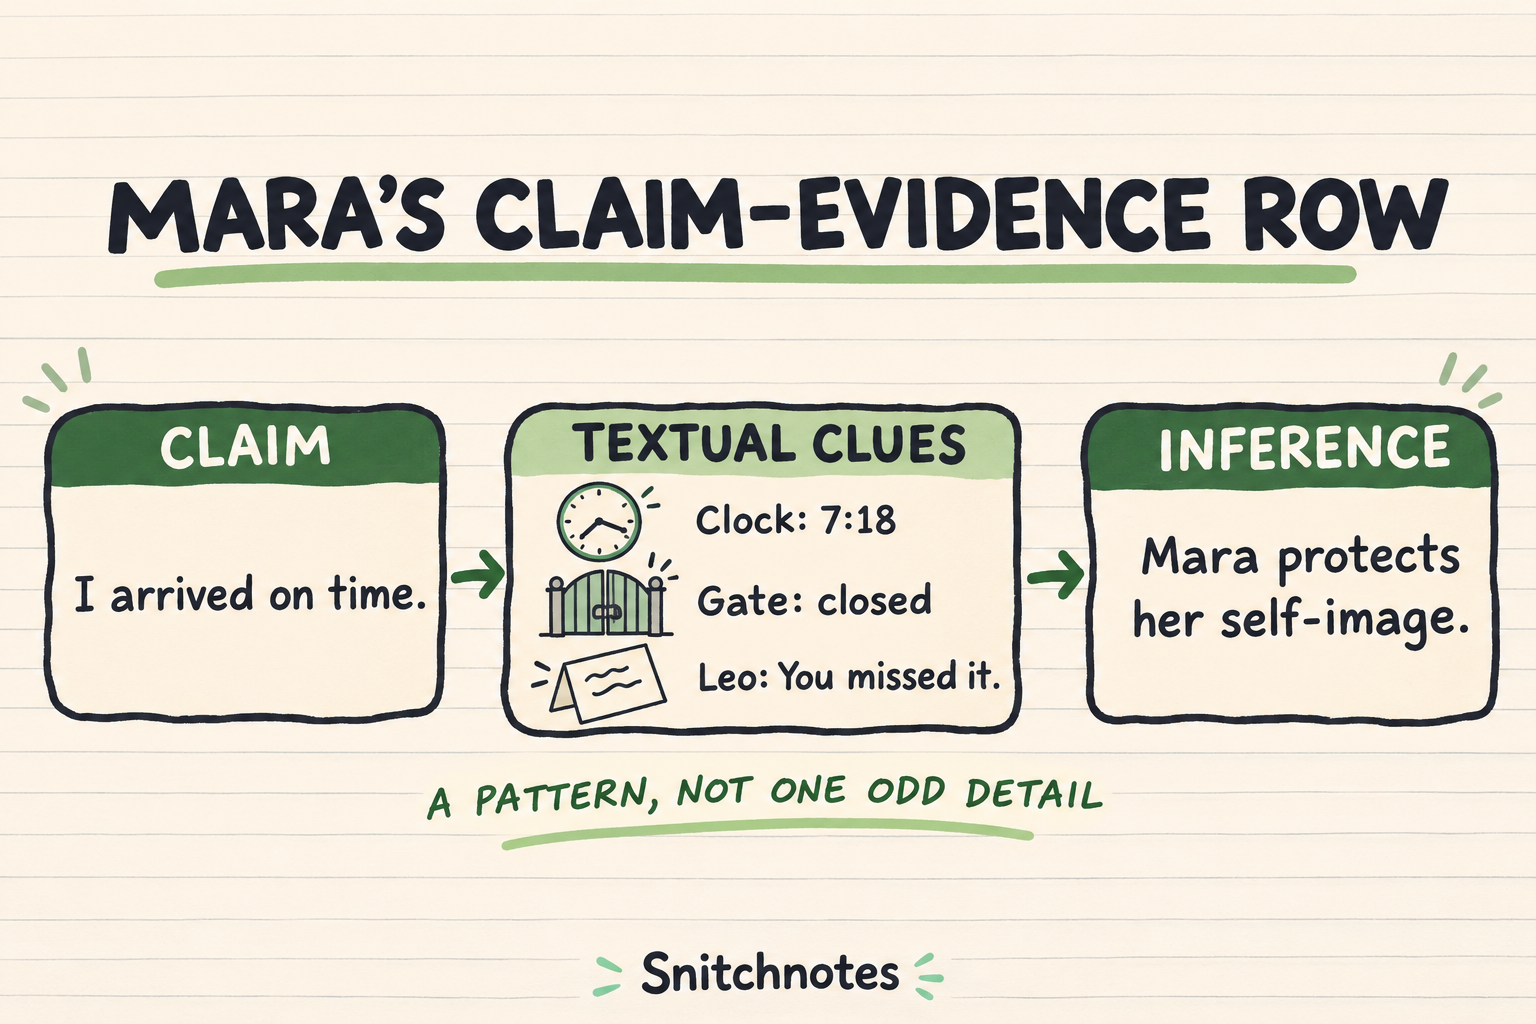 MARA'S CLAIM-EVIDENCE ROW
CLAIM
I arrived on time.
TEXTUAL CLUES
Clock: 7:18
Gate: closed
Leo: You missed it.
INFERENCE
Mara protects
her self-image.
A PATTERN, NOT ONE ODD DETAIL
Snitchnotes